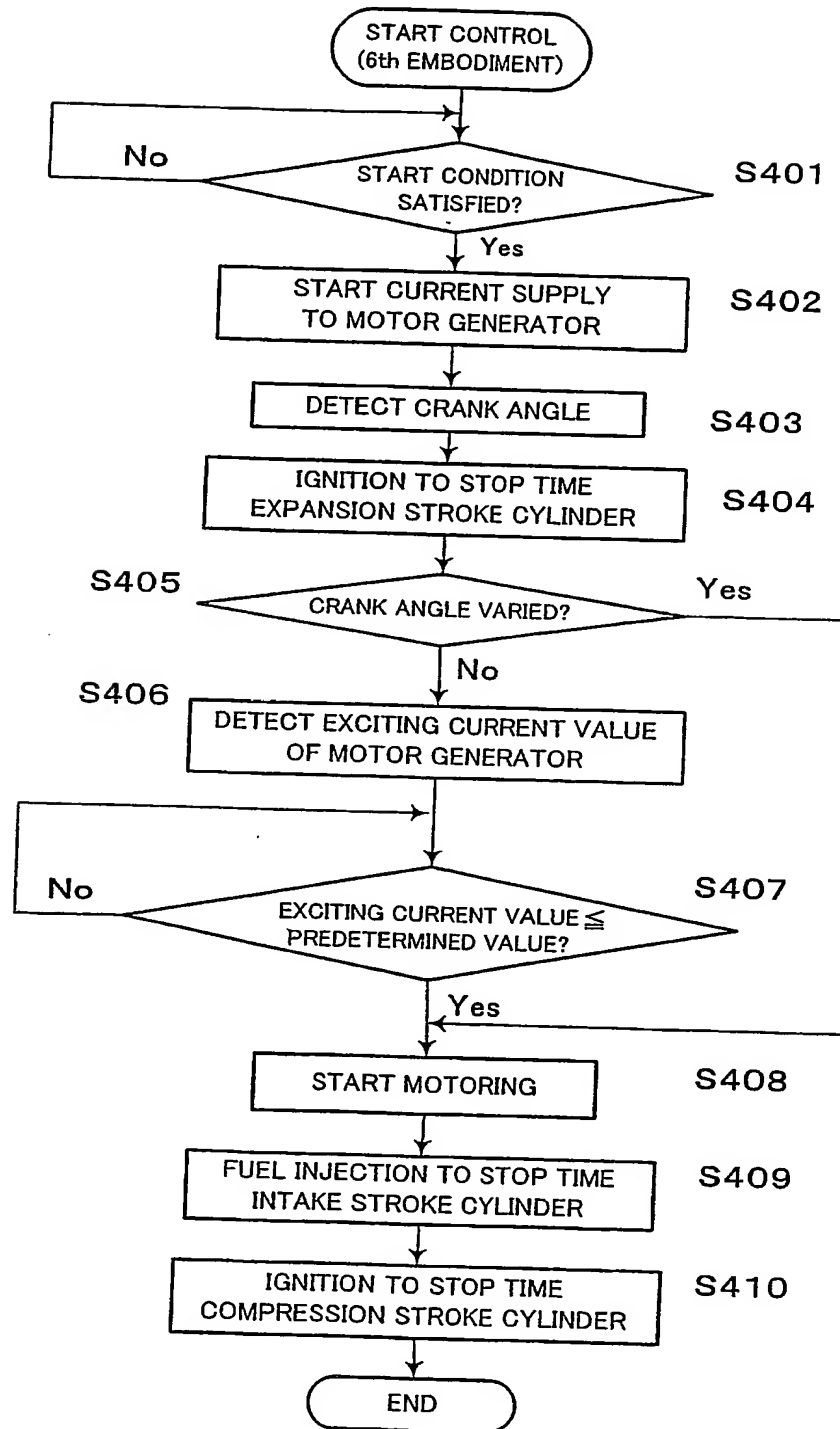 START CONTROL
(6th EMBODIMENT)
No
START CONDITION
SATISFIED?
S401
Yes
START CURRENT SUPPLY
TO MOTOR GENERATOR
S402
DETECT CRANK ANGLE
S403
IGNITION TO STOP TIME
EXPANSION STROKE CYLINDER
S404
S405
CRANK ANGLE VARIED?
Yes
No
S406
DETECT EXCITING CURRENT VALUE
OF MOTOR GENERATOR
No
EXCITING CURRENT VALUE ≦
PREDETERMINED VALUE?
S407
Yes
START MOTORING
S408
FUEL INJECTION TO STOP TIME
INTAKE STROKE CYLINDER
S409
IGNITION TO STOP TIME
COMPRESSION STROKE CYLINDER
S410
END